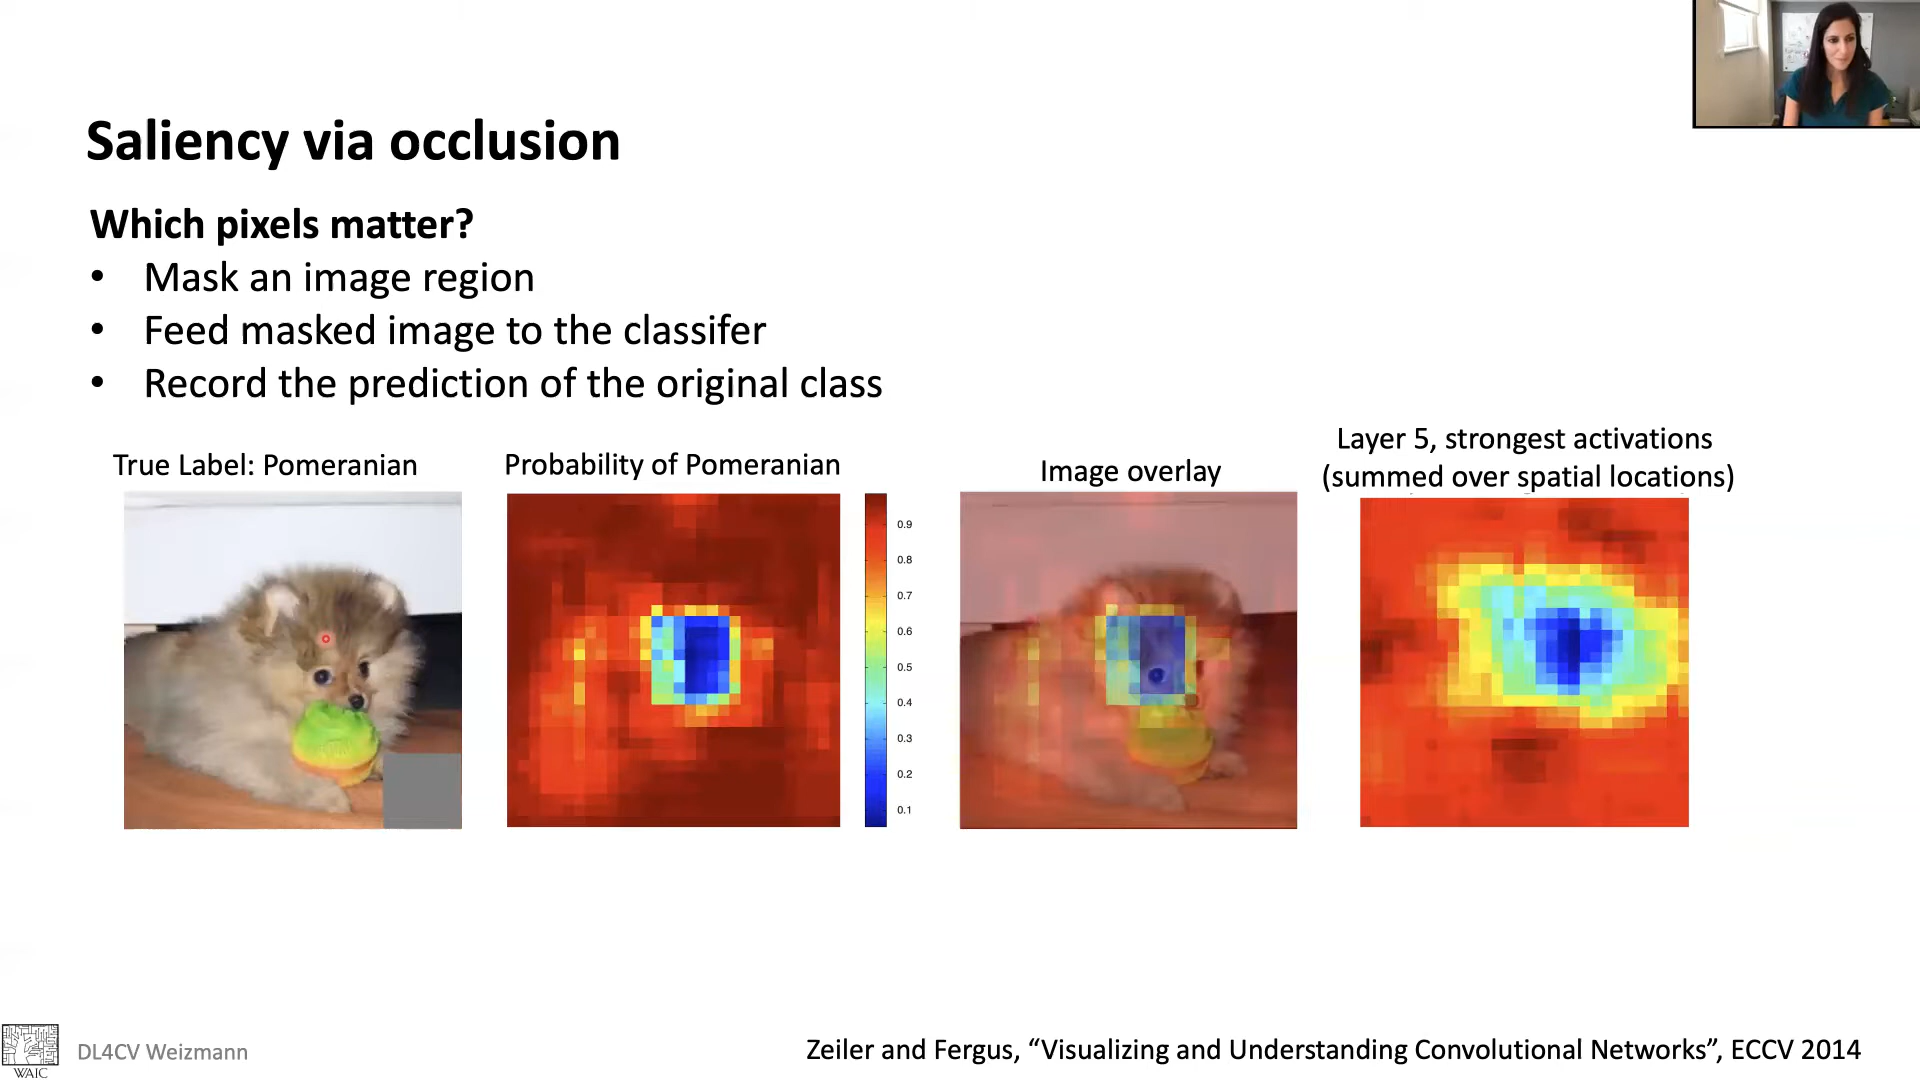 Saliency via occlusion
Which pixels matter?
• Mask an image region
• Feed masked image to the classifer
• Record the prediction of the original class
True Label: Pomeranian
Probability of Pomeranian
Image overlay
Layer 5, strongest activations
(summed over spatial locations)
0.9
0.8
0.7
0.6
0.5
0.4
0.3
0.2
0.1
WAIC
DL4CV Weizmann
Zeiler and Fergus, “Visualizing and Understanding Convolutional Networks”, ECCV 2014